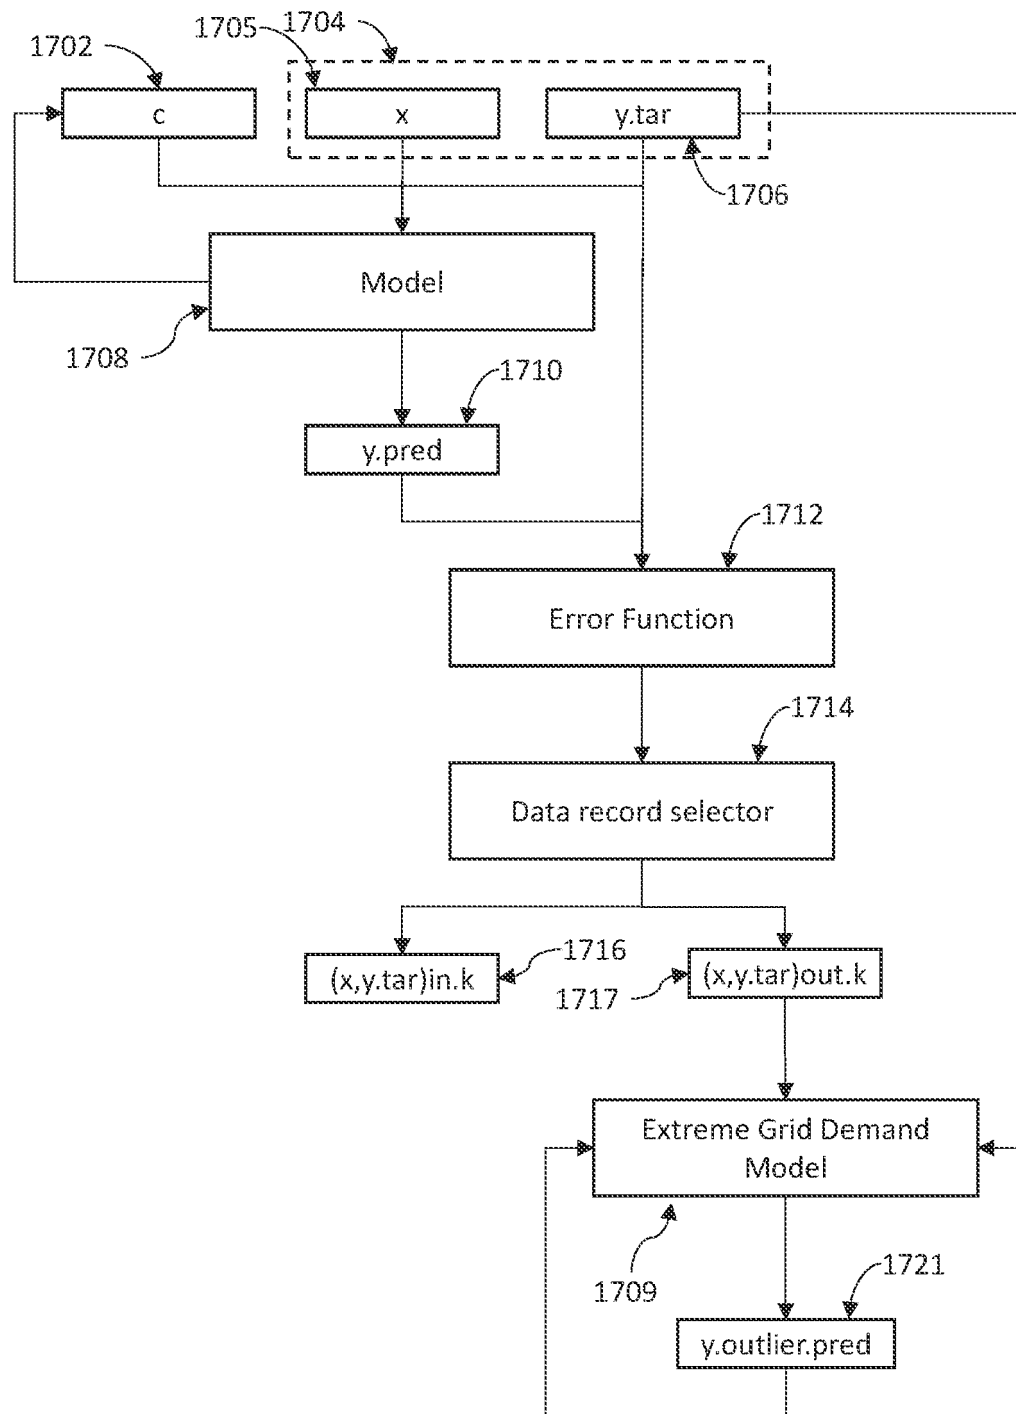 1705
1704
1702
c
x
y.tar
1706
Model
1708
1710
y.pred
1712
Error Function
1714
Data record selector
1716
(x,y.tar)in.k
(x,y.tar)out.k
1717
Extreme Grid Demand
Model
1709
1721
y.outlier.pred